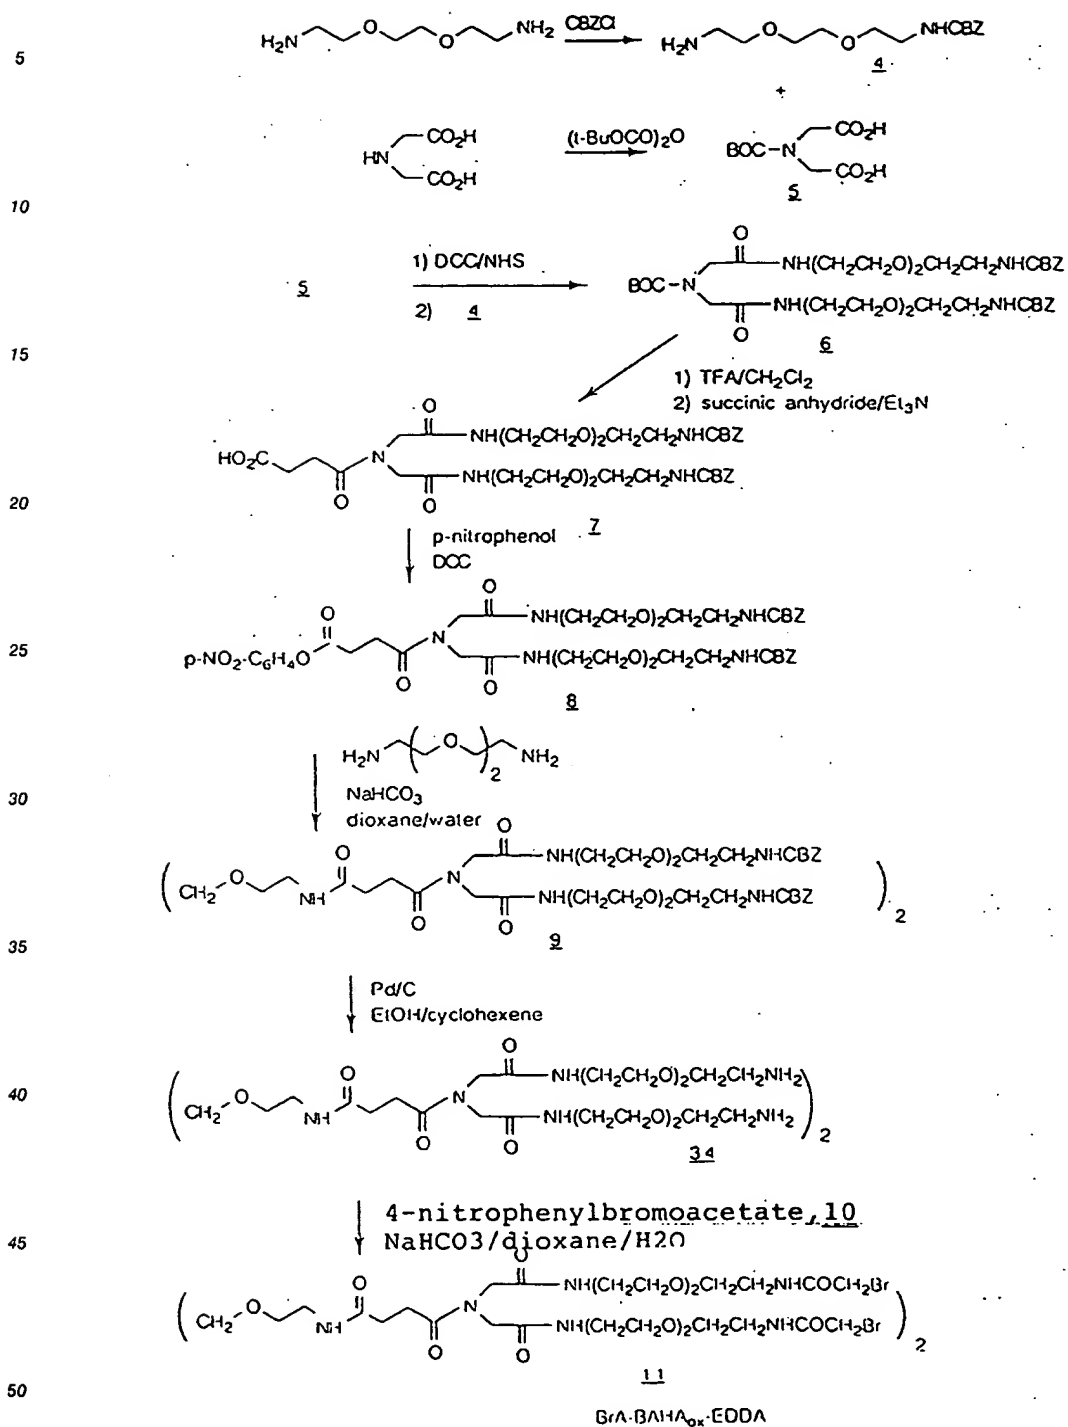 H2N O O NH2 CBZCl H2N O O NHCBZ
5
4
+
HN CO2H CO2H (t-BuOCO)2O BOC-N CO2H CO2H
5
10
5 1) DCC/NHS
2) 4
BOC-N O NH(CH2CH2O)2CH2CH2NHCBZ
O NH(CH2CH2O)2CH2CH2NHCBZ
6
15
1) TFA/CH2Cl2
2) succinic anhydride/Et3N
HO2C O N O NH(CH2CH2O)2CH2CH2NHCBZ
O NH(CH2CH2O)2CH2CH2NHCBZ
20
7
p-nitrophenol
DCC
p-NO2-C6H4O O O N O NH(CH2CH2O)2CH2CH2NHCBZ
25
O NH(CH2CH2O)2CH2CH2NHCBZ
8
H2N ( O )2 NH2
30
NaHCO3
dioxane/water
( CH2 O NH O O N O NH(CH2CH2O)2CH2CH2NHCBZ
O NH(CH2CH2O)2CH2CH2NHCBZ )2
35
9
Pd/C
EtOH/cyclohexene
40
( CH2 O NH O O N O NH(CH2CH2O)2CH2CH2NH2
O NH(CH2CH2O)2CH2CH2NH2 )2
34
4-nitrophenylbromoacetate,10
45
NaHCO3/dioxane/H2O
( CH2 O NH O O N O NH(CH2CH2O)2CH2CH2NHCOCH2Br
O NH(CH2CH2O)2CH2CH2NHCOCH2Br )2
11
50
BrA-BAHAox-EDDA